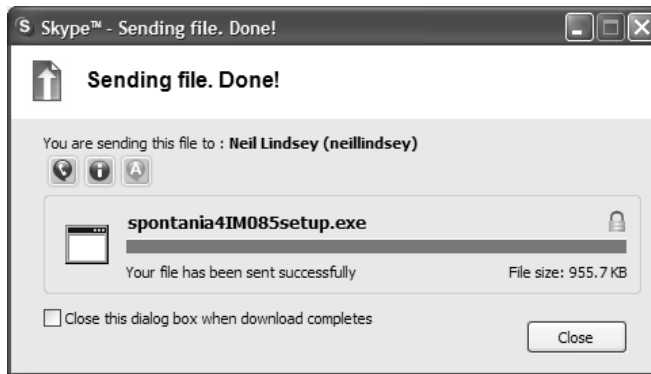 S Skype™ - Sending file. Done!
Sending file. Done!
You are sending this file to : Neil Lindsey (neillindsey)
spontania4IM085setup.exe
Your file has been sent successfully File size: 955.7 KB
Close this dialog box when download completes
Close